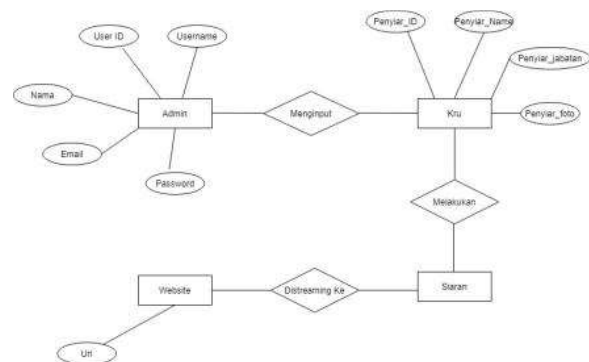 Penyiar_ID
Penyiar_Name
User ID
Username
Penyiar_jabatan
Nama
Admin
Menginput
Kru
Penyiar_foto
Email
Password
Melakukan
Website
Distreaming Ke
Siaran
Url